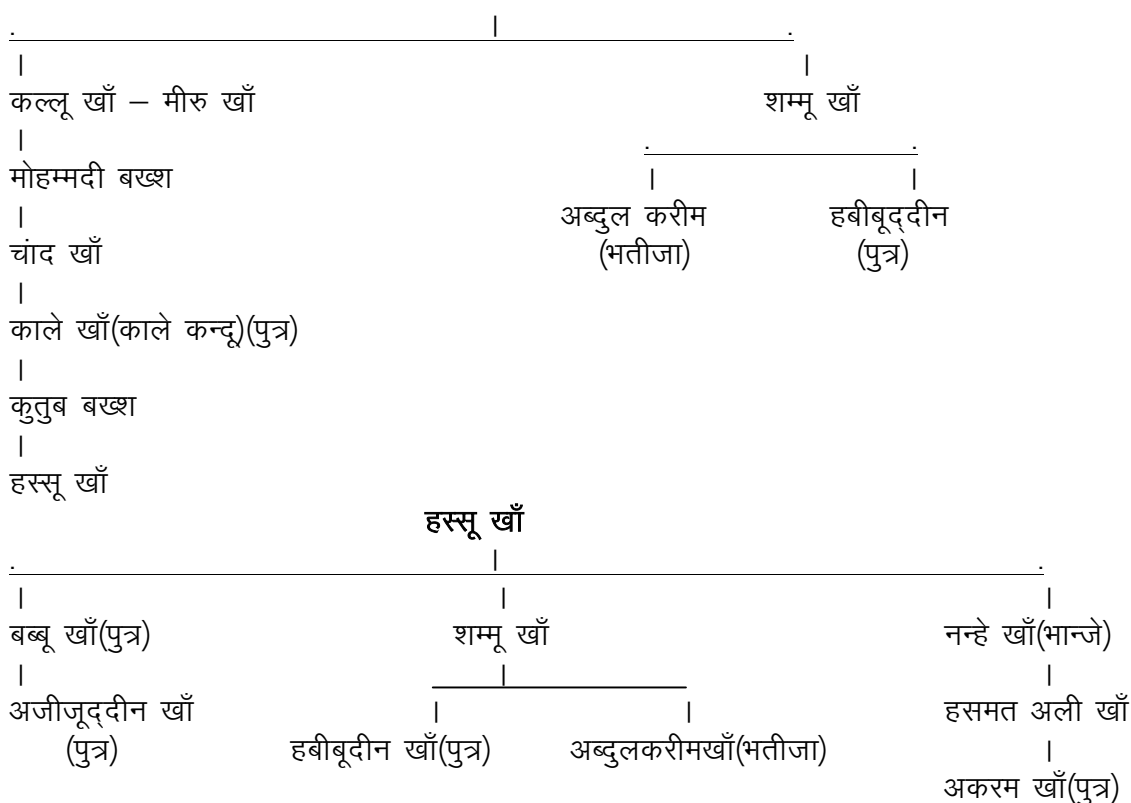 कल्लू खाँ – मीरु खाँ शम्मू खाँ
मोहम्मदी बख्श
अब्दुल करीम हबीबूद्दीन
चांद खाँ (भतीजा) (पुत्र)
काले खाँ(काले कन्दू)(पुत्र)
कुतुब बख्श
हस्सू खाँ
हस्सू खाँ
बब्बू खाँ(पुत्र) शम्मू खाँ नन्हे खाँ(भान्जे)
अजीजूद्दीन खाँ हसमत अली खाँ
(पुत्र) हबीबूदीन खाँ(पुत्र) अब्दुलकरीमखाँ(भतीजा)
अकरम खाँ(पुत्र)